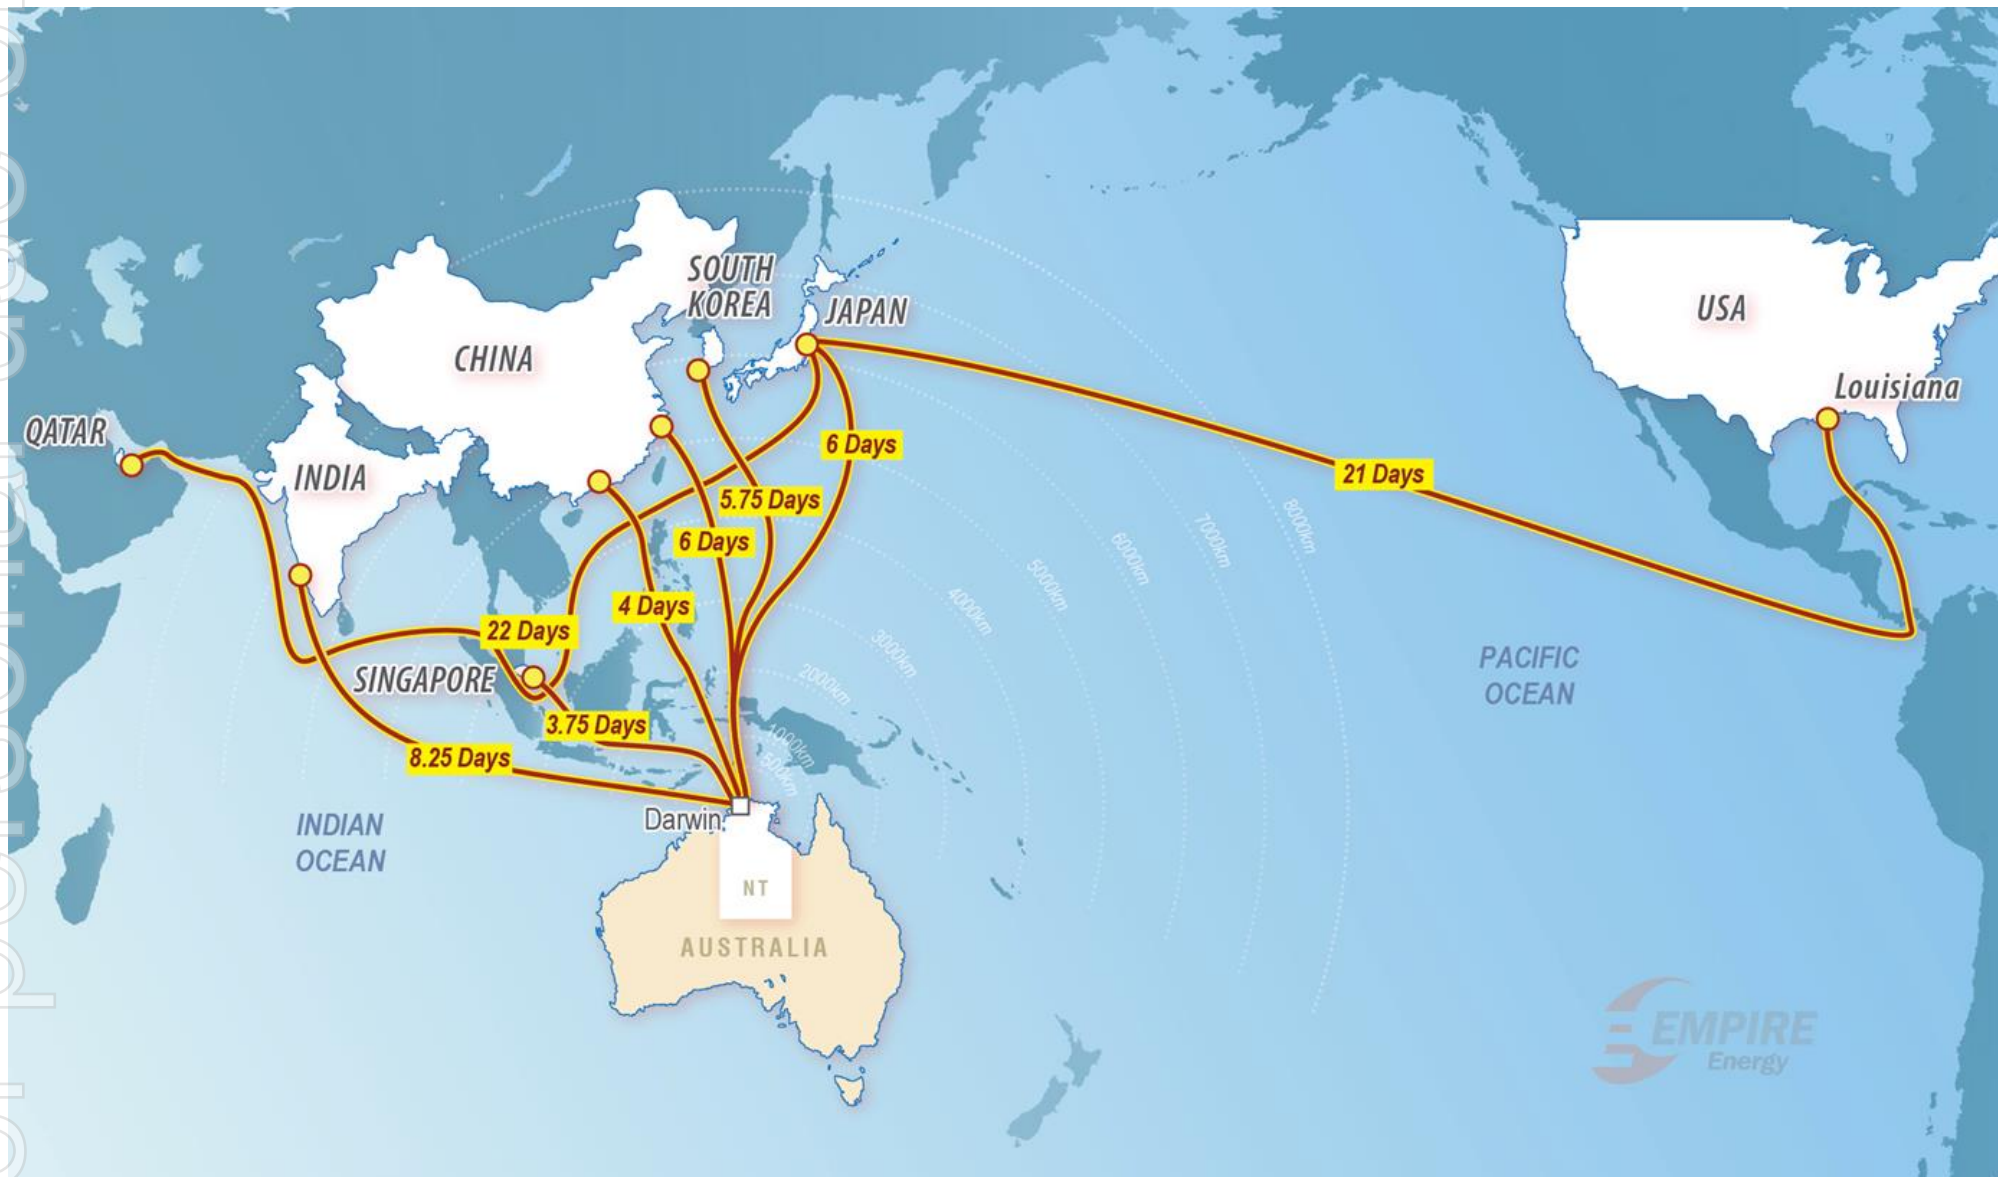 SOUTH
KOREA
JAPAN
CHINA
USA
Louisiana
QATAR
INDIA
6 Days
21 Days
5.75 Days
6 Days
4 Days
22 Days
SINGAPORE
3.75 Days
8.25 Days
8000km
7000km
6000km
5000km
4000km
3000km
2000km
1000km
500km
PACIFIC
OCEAN
INDIAN
OCEAN
Darwin
NT
AUSTRALIA
EMPIRE
Energy